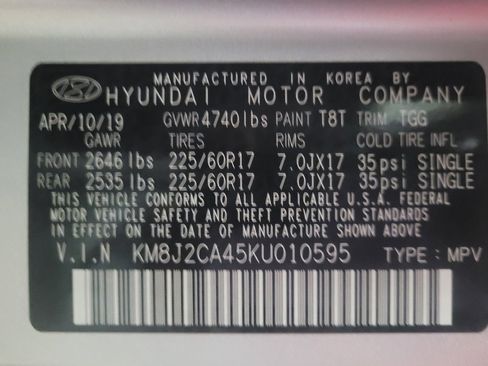 MANUFACTURED IN KOREA BY
HYUNDAI MOTOR COMPANY
APR/10/19 GVWR 4740 lbs PAINT T8T TRIM TGG
GAWR TIRES RIMS COLD TIRE INFL
FRONT 2646 lbs 225/60R17 7.0JX17 35psi SINGLE
REAR 2535 lbs 225/60R17 7.0JX17 35psi SINGLE
THIS VEHICLE CONFORMS TO ALL APPLICABLE U.S.A. FEDERAL
MOTOR VEHICLE SAFETY, BUMPER, AND THEFT PREVENTION STANDARDS
IN EFFECT ON THE DATE OF MANUFACTURE SHOWN ABOVE.
V.I.N KM8J2CA45KU010595 TYPE : MPV